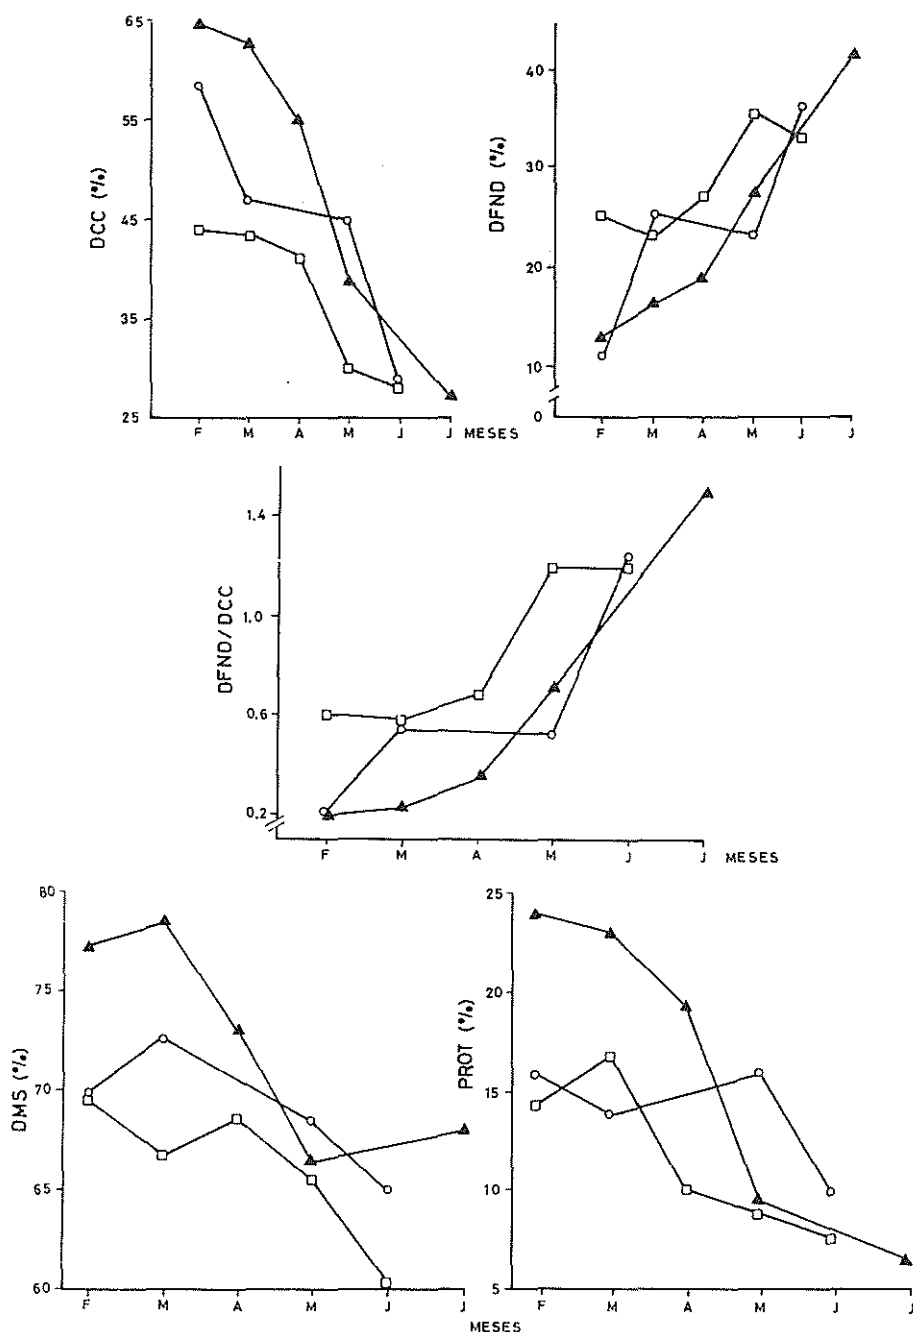 65
55
45
35
25
DCC (%)
F M A M J J MESES
40
30
20
10
0
DFND (%)
F M A M J J
1.4
1.0
0.6
0.2
DFND/DCC
F M A M J J MESES
80
75
70
65
60
DMS (%)
F M A M J J
MESES
25
20
15
10
5
PROT (%)
F M A M J J